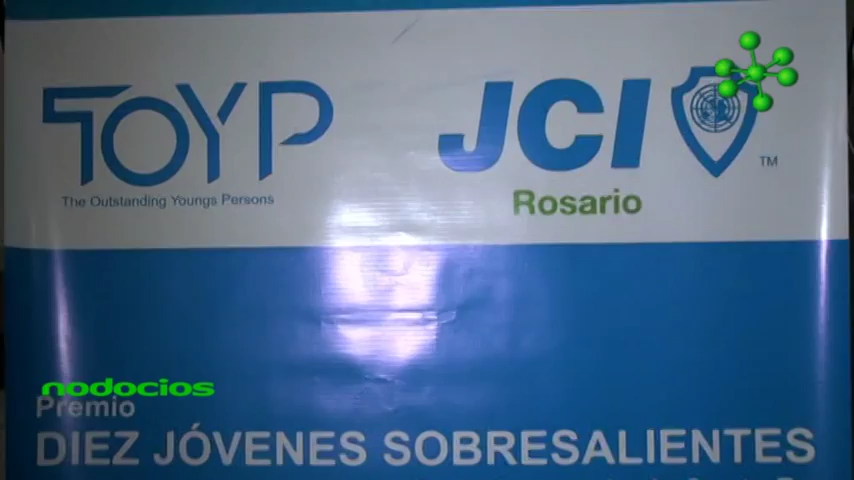 TOYP
The Outstanding Youngs Persons
JCI
TM
Rosario
nodocios
Premio
DIEZ JÓVENES SOBRESALIENTES